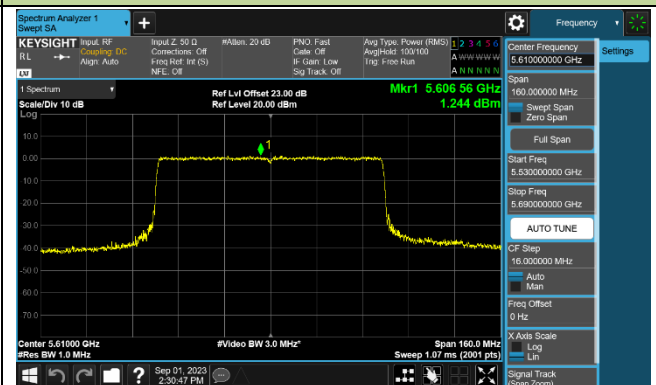 Spectrum Analyzer 1
Swept SA
+
Frequency
KEYSIGHT
RL
LXI
Input: RF
Coupling: DC
Align: Auto
Input Z: 50 Ω
Corrections: Off
Freq Ref: Int (S)
NFE: Off
#Atten: 20 dB
PNO: Fast
Gate: Off
IF Gain: Low
Sig Track: Off
Avg Type: Power (RMS)
Avg|Hold: 100/100
Trig: Free Run
1 2 3 4 5 6
A W W W W W
A N N N N N
1 Spectrum
Scale/Div 10 dB
Log
Ref Lvl Offset 23.00 dB
Ref Level 20.00 dBm
Mkr1 5.606 56 GHz
1.244 dBm
10.0
0.00
-10.0
-20.0
-30.0
-40.0
-50.0
-60.0
-70.0
1
Center 5.61000 GHz
#Res BW 1.0 MHz
#Video BW 3.0 MHz*
Span 160.0 MHz
Sweep 1.07 ms (2001 pts)
Sep 01, 2023
2:30:47 PM
Center Frequency
5.610000000 GHz
Settings
Span
160.000000 MHz
Swept Span
Zero Span
Full Span
Start Freq
5.530000000 GHz
Stop Freq
5.690000000 GHz
AUTO TUNE
CF Step
16.000000 MHz
Auto
Man
Freq Offset
0 Hz
X Axis Scale
Log
Lin
Signal Track
(Span Zoom)